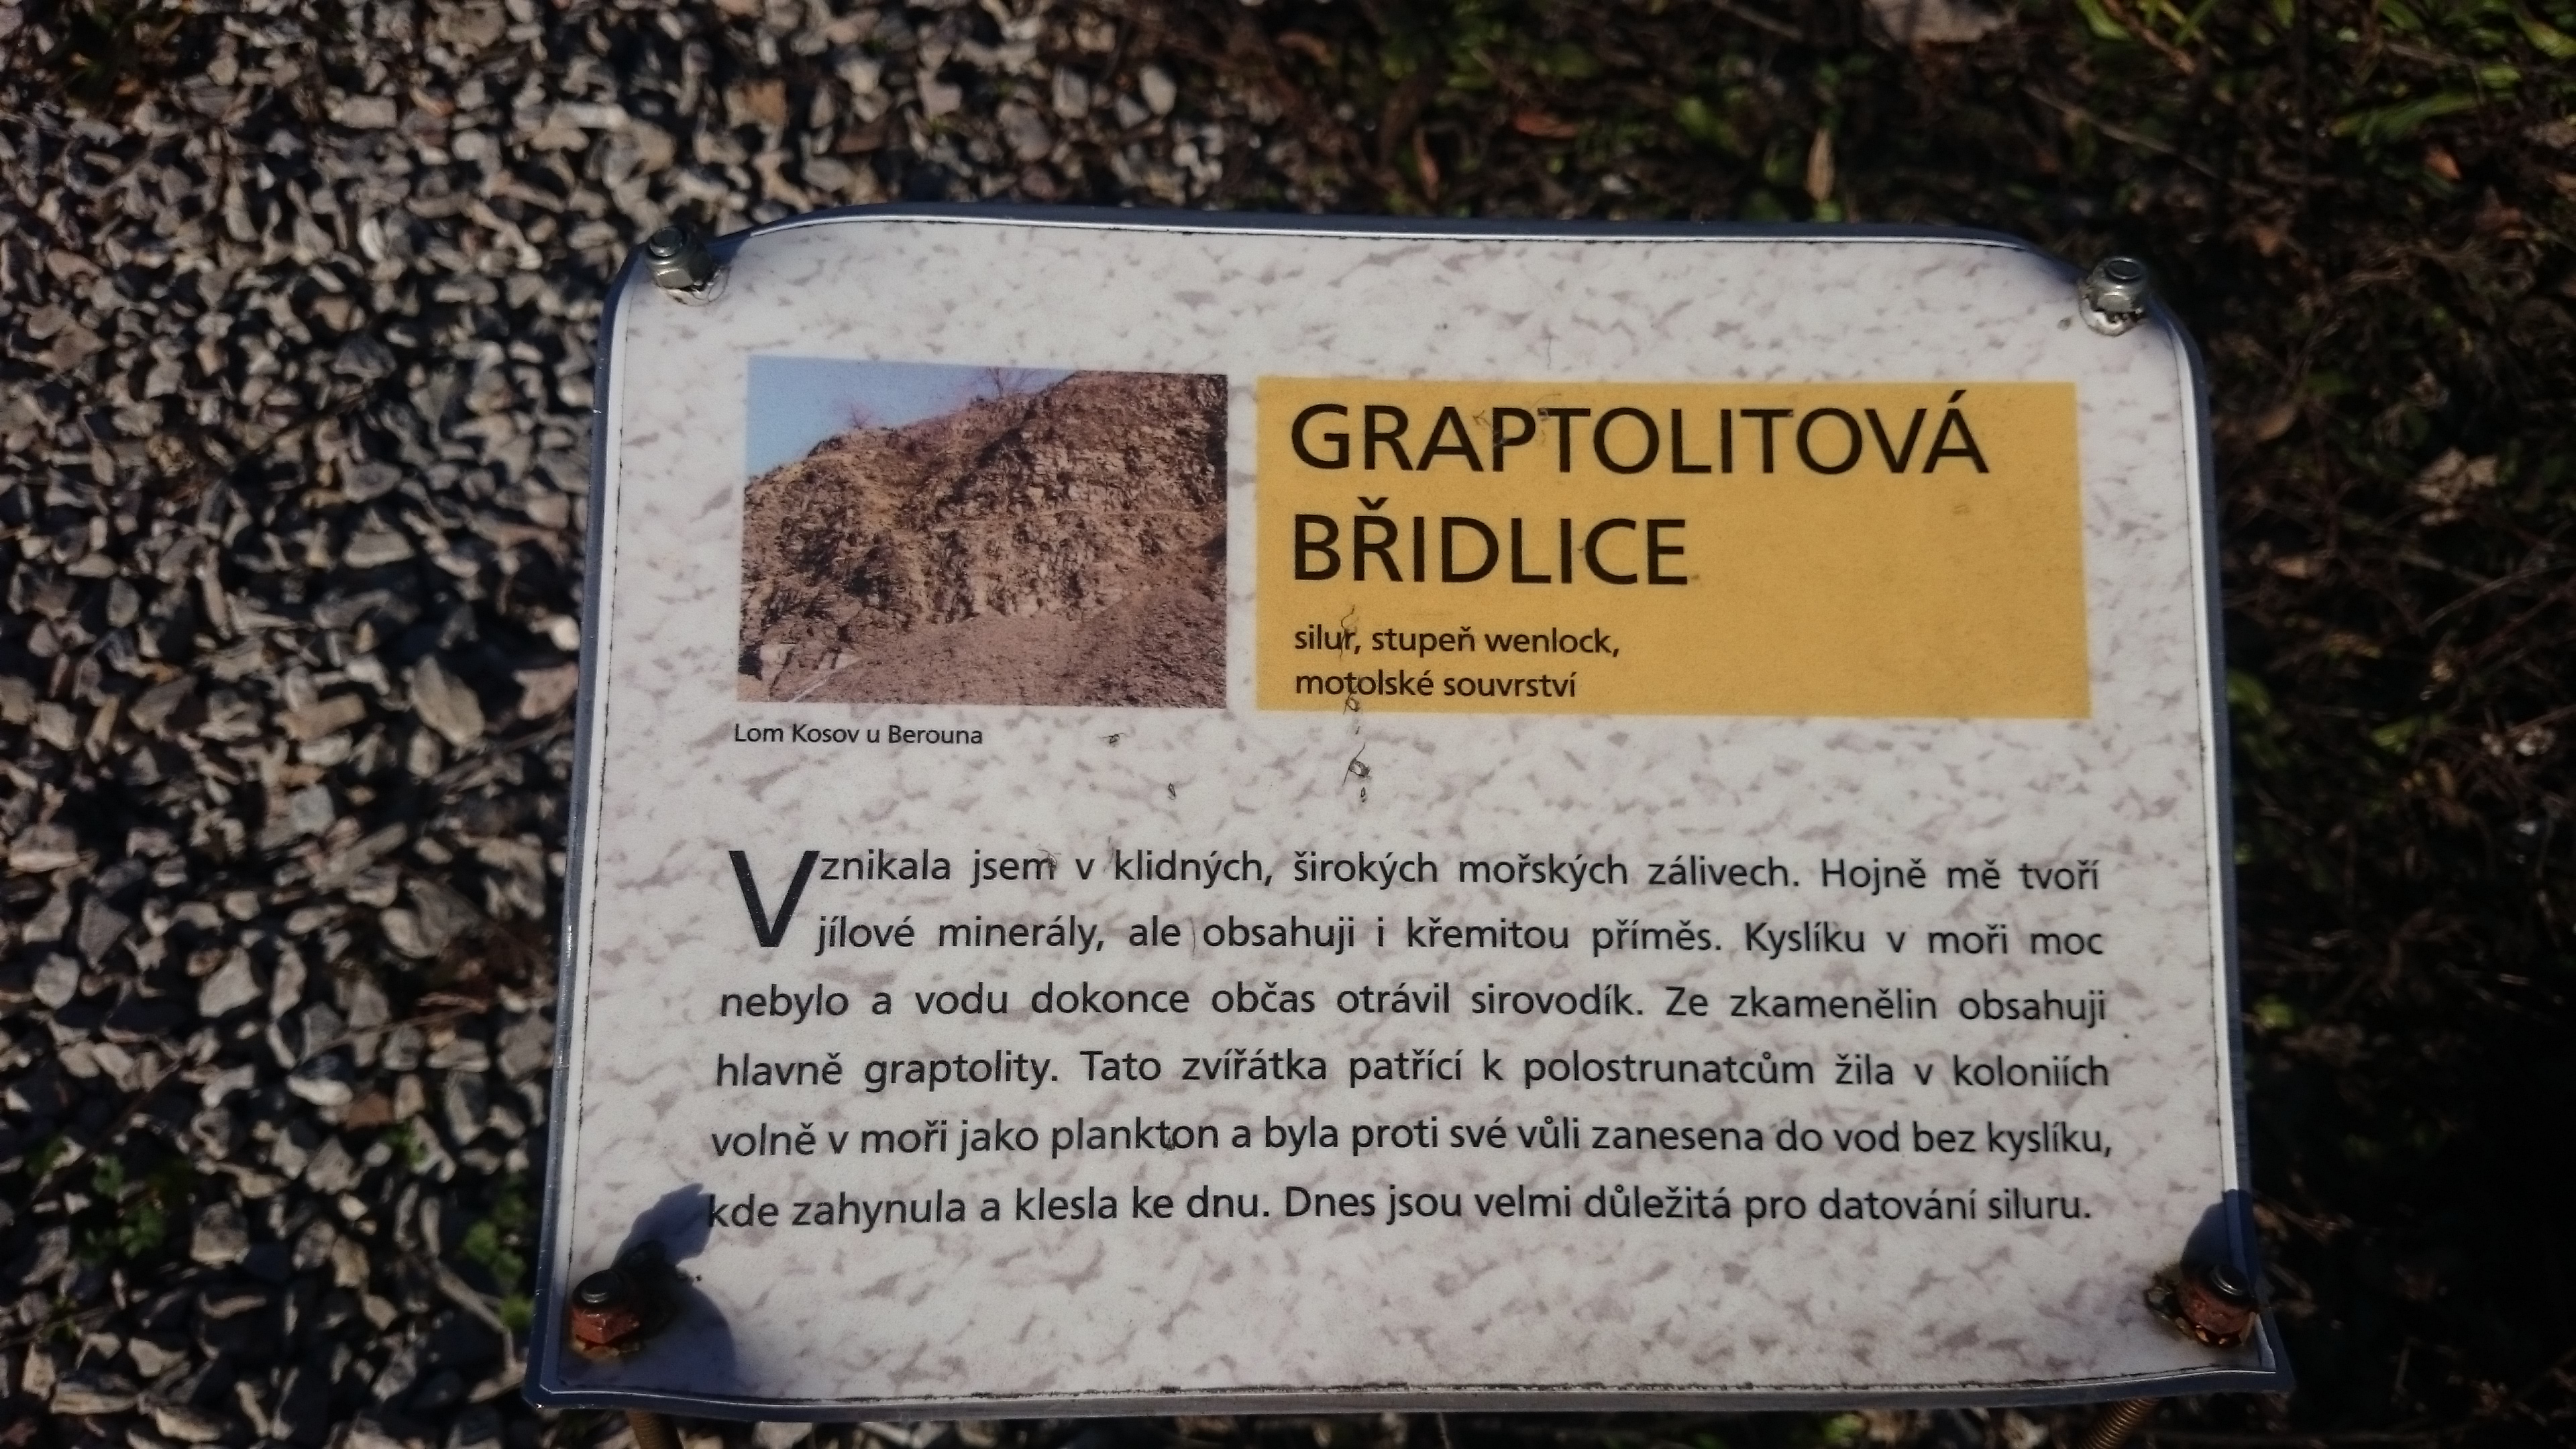 GRAPTOLITOVÁ
BŘIDLICE
silur, stupeň wenlock,
motolské souvrství
Lom Kosov u Berouna
Vznikala jsem v klidných, širokých mořských zálivech. Hojně mě tvoří
jílové minerály, ale obsahuji i křemitou příměs. Kyslíku v moři moc
nebylo a vodu dokonce občas otrávil sirovodík. Ze zkamenělin obsahuji
hlavně graptolity. Tato zvířátka patřící k polostrunatcům žila v koloniích
volně v moři jako plankton a byla proti své vůli zanesena do vod bez kyslíku,
kde zahynula a klesla ke dnu. Dnes jsou velmi důležitá pro datování siluru.